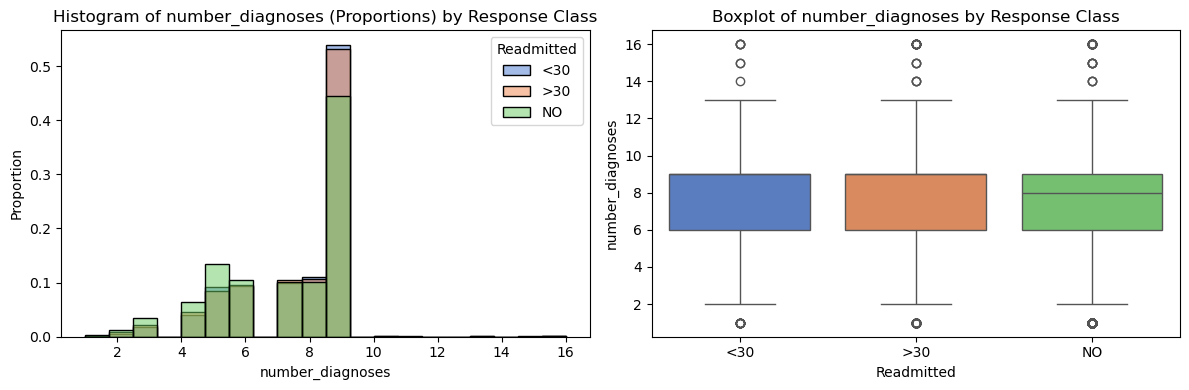 Histogram of number_diagnoses (Proportions) by Response Class
Proportion
0.5
0.4
0.3
0.2
0.1
0.0
2 4 6 8 10 12 14 16
number_diagnoses
Readmitted
<30
>30
NO
Boxplot of number_diagnoses by Response Class
number_diagnoses
16
14
12
10
8
6
4
2
<30 >30 NO
Readmitted